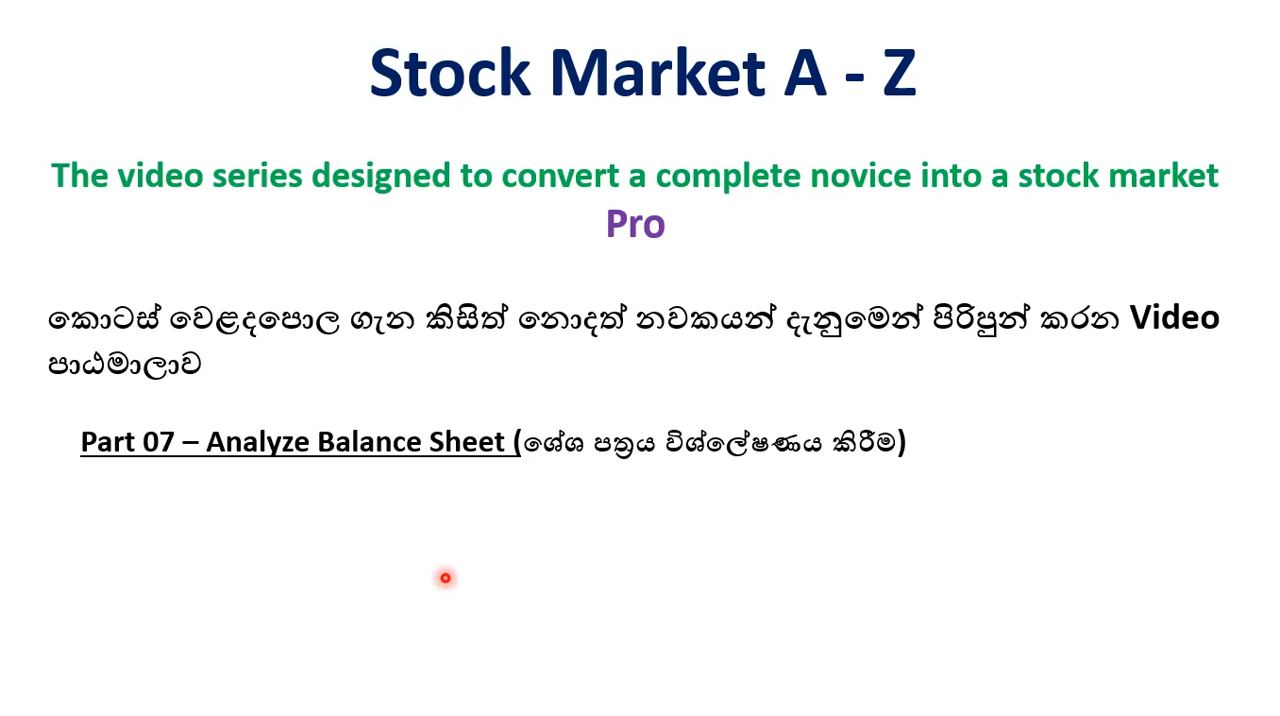 Stock Market A - Z
The video series designed to convert a complete novice into a stock market
Pro
කොටස් වෙළදපොල ගැන කිසිත් නොදත් නවකයන් දැනුමෙන් පිරිපුන් කරන Video
පාඨමාලාව
Part 07 – Analyze Balance Sheet (ශේශ පත්‍රය විශ්ලේෂණය කිරීම)